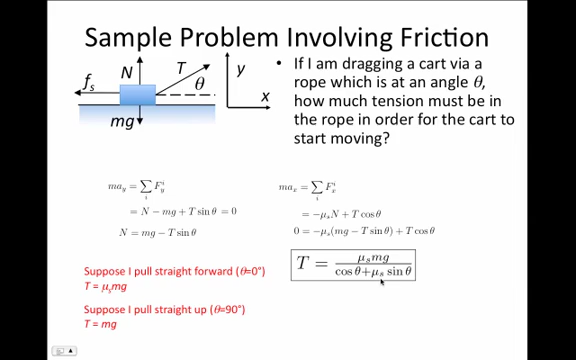 Sample Problem Involving Friction
f_s N T θ y x mg
• If I am dragging a cart via a
rope which is at an angle θ,
how much tension must be in
the rope in order for the cart to
start moving?
ma_y = ∑_i F_y^i
= N − mg + T sin θ = 0
N = mg − T sin θ
ma_x = ∑_i F_x^i
= −μ_s N + T cos θ
0 = −μ_s(mg − T sin θ) + T cos θ
T = μ_s mg / (cos θ + μ_s sin θ)
Suppose I pull straight forward (θ=0°)
T = μ_s mg
Suppose I pull straight up (θ=90°)
T = mg